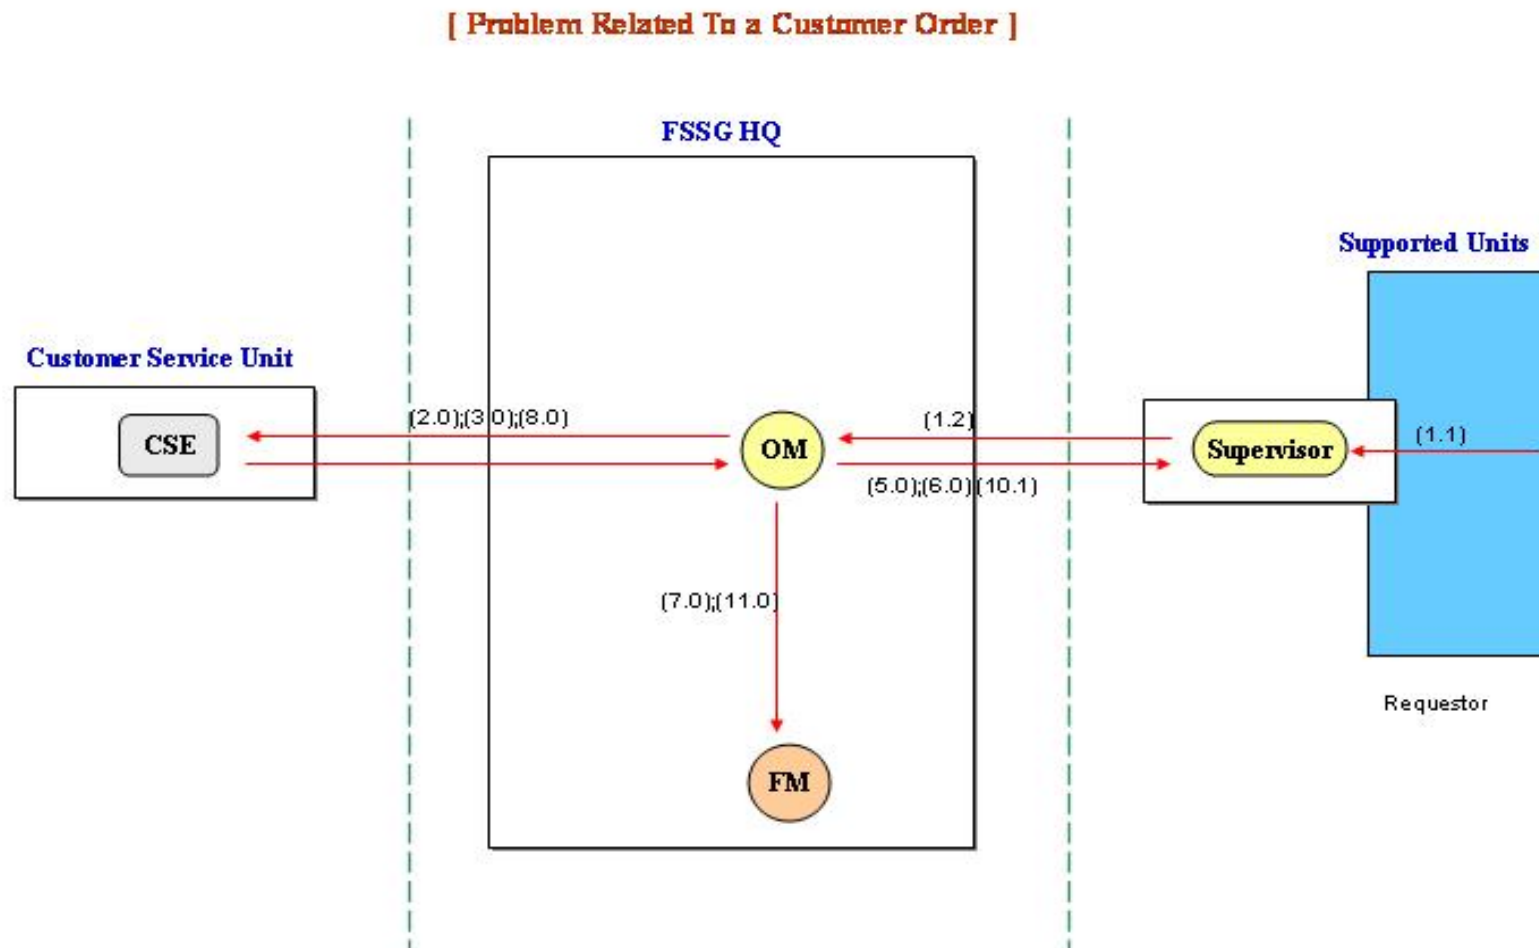 [ Problem Related To a Customer Order ]
FSSG HQ
Supported Units
Customer Service Unit
(2.0);(3.0);(8.0)
(1.2)
(1.1)
CSE
OM
Supervisor
(5.0);(6.0)(10.1)
(7.0);(11.0)
Requestor
FM